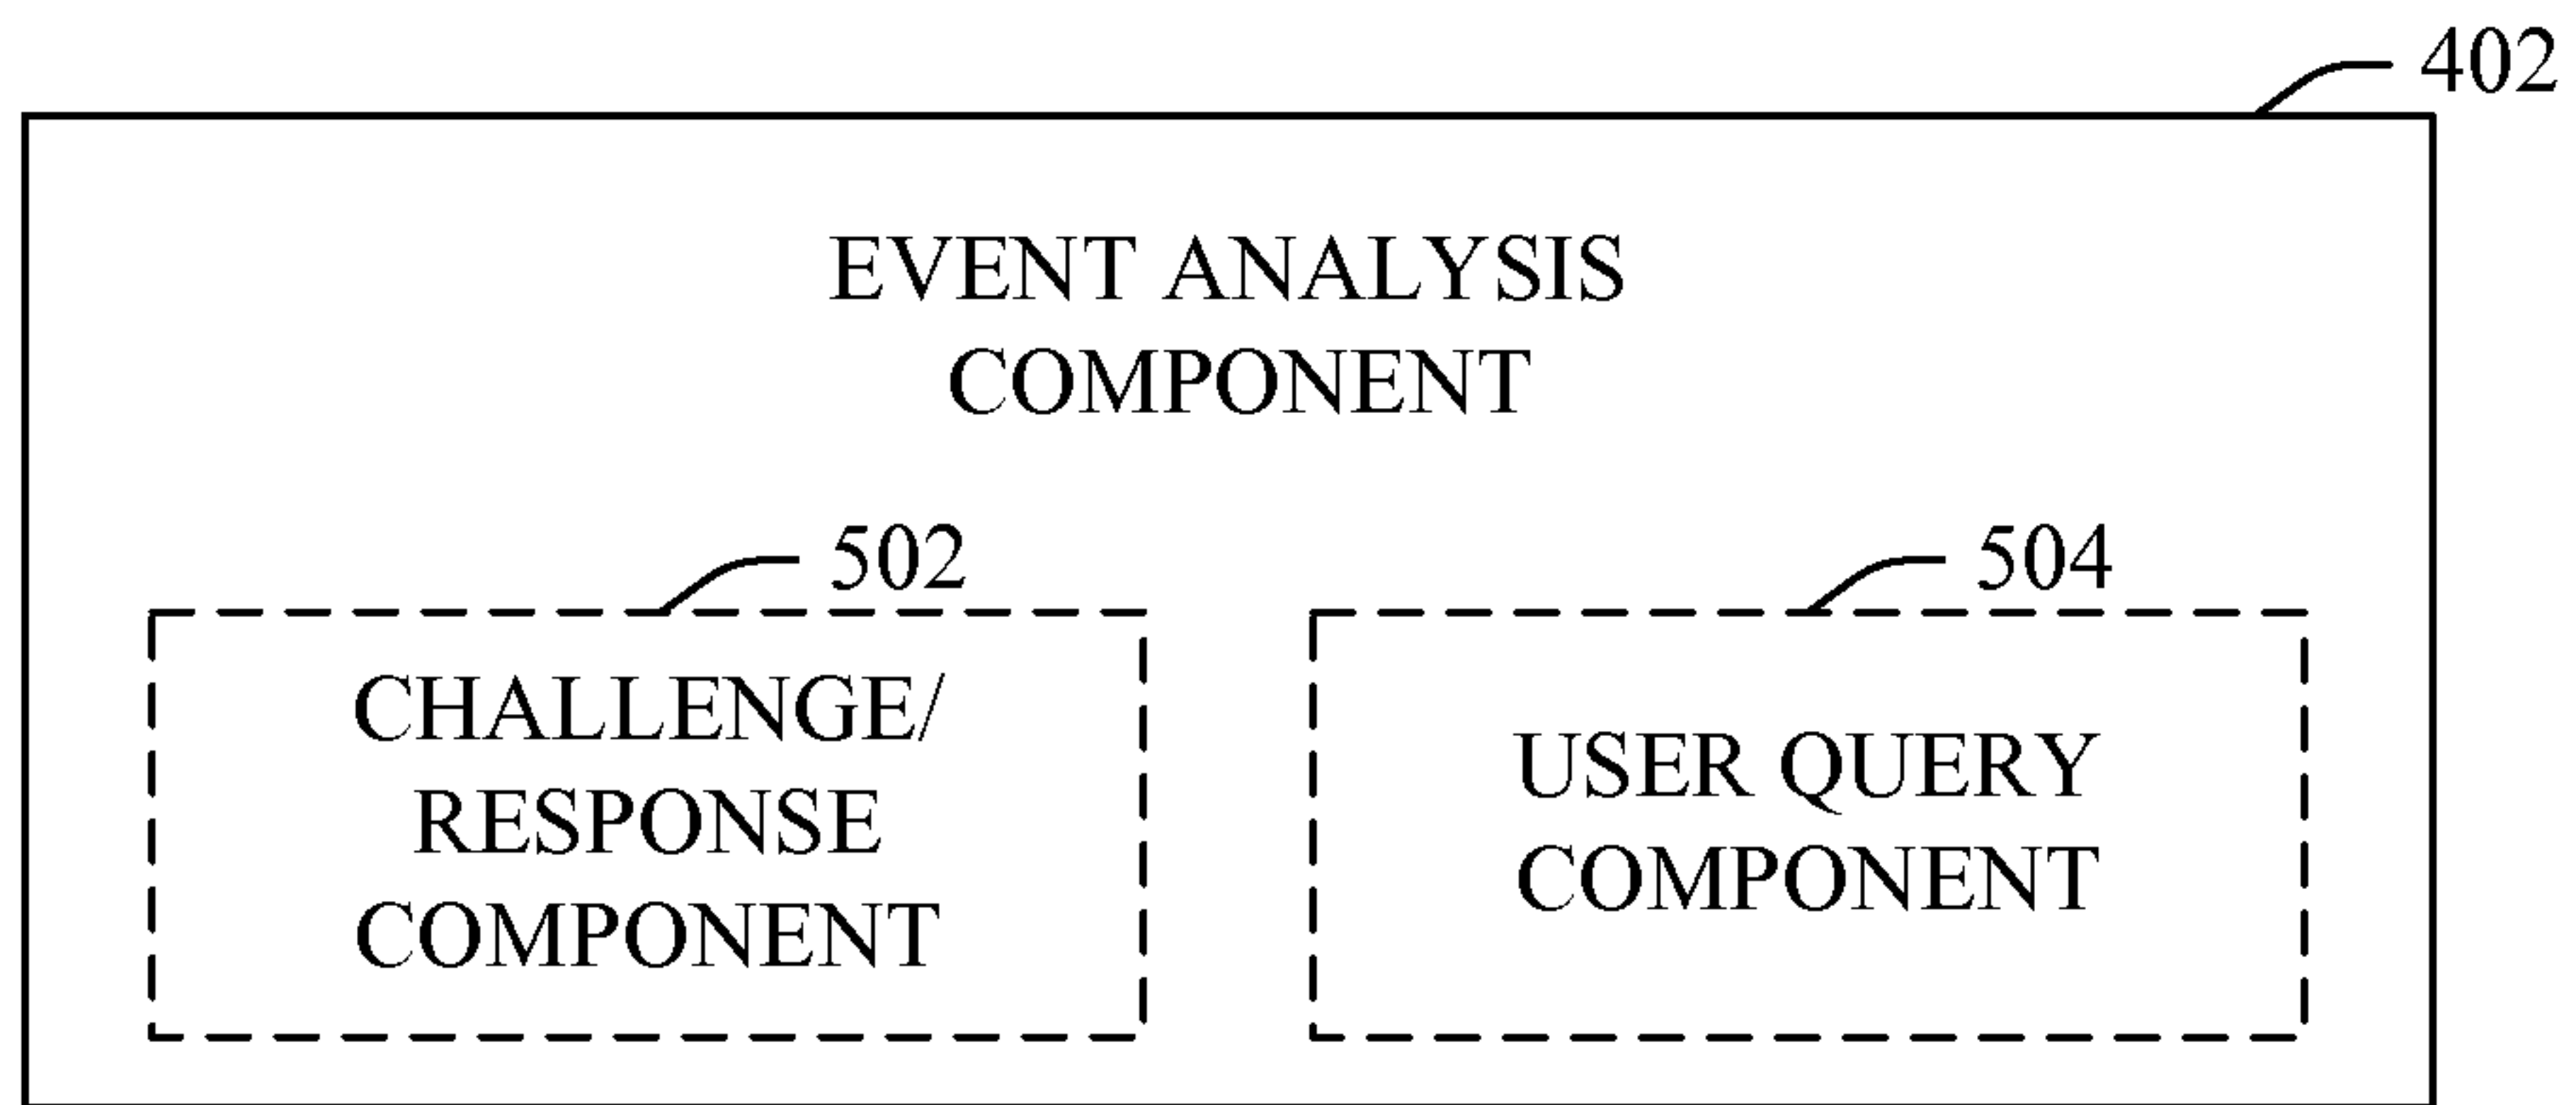 402
EVENT ANALYSIS
COMPONENT
502
504
CHALLENGE/
RESPONSE
COMPONENT
USER QUERY
COMPONENT